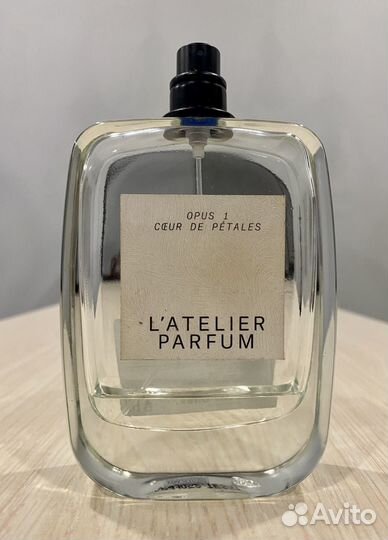 OPUS 1
CŒUR DE PÉTALES
L'ATELIER
PARFUM
Avito